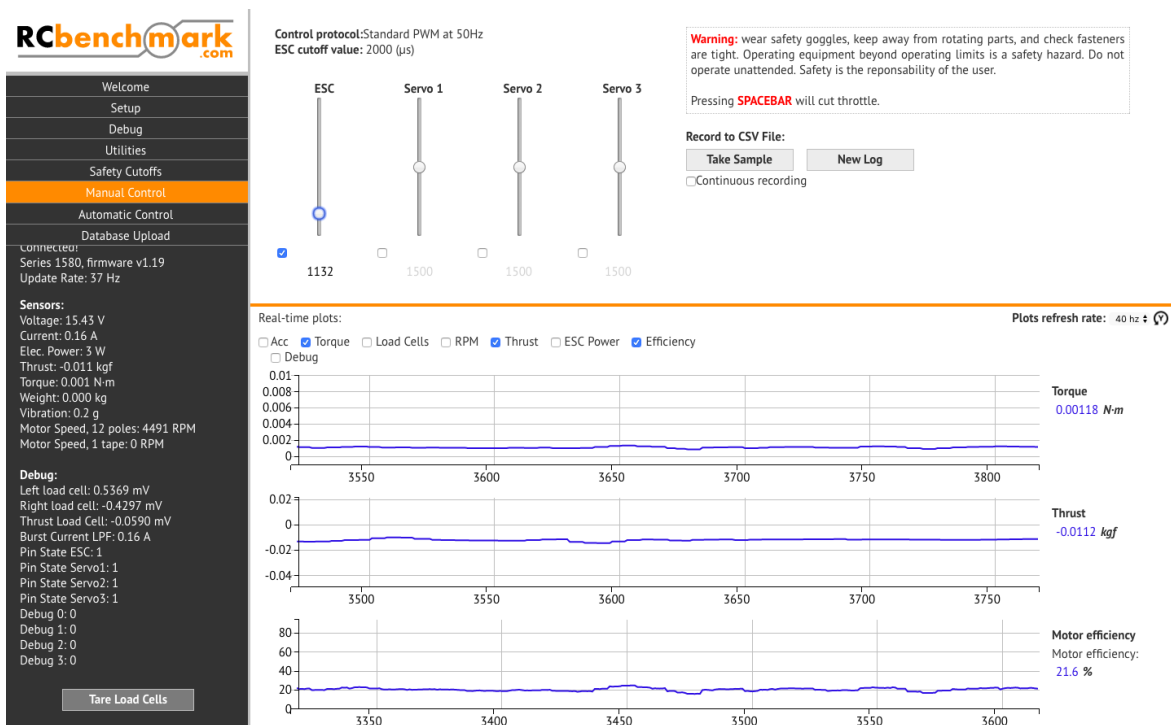 RCbenchmark
.com
Welcome
Setup
Debug
Utilities
Safety Cutoffs
Manual Control
Automatic Control
Database Upload
Connected!
Series 1580, firmware v1.19
Update Rate: 37 Hz
Sensors:
Voltage: 15.43 V
Current: 0.16 A
Elec. Power: 3 W
Thrust: -0.011 kgf
Torque: 0.001 N·m
Weight: 0.000 kg
Vibration: 0.2 g
Motor Speed, 12 poles: 4491 RPM
Motor Speed, 1 tape: 0 RPM
Debug:
Left load cell: 0.5369 mV
Right load cell: -0.4297 mV
Thrust Load Cell: -0.0590 mV
Burst Current LPF: 0.16 A
Pin State ESC: 1
Pin State Servo1: 1
Pin State Servo2: 1
Pin State Servo3: 1
Debug 0: 0
Debug 1: 0
Debug 2: 0
Debug 3: 0
Tare Load Cells
Control protocol:Standard PWM at 50Hz
ESC cutoff value: 2000 (µs)
ESC Servo 1 Servo 2 Servo 3
1132 1500 1500 1500
Warning: wear safety goggles, keep away from rotating parts, and check fasteners
are tight. Operating equipment beyond operating limits is a safety hazard. Do not
operate unattended. Safety is the reponsability of the user.
Pressing SPACEBAR will cut throttle.
Record to CSV File:
Take Sample New Log
Continuous recording
Real-time plots:
Plots refresh rate: 40 hz
Acc Torque Load Cells RPM Thrust ESC Power Efficiency
Debug
0.01
0.008
0.006
0.004
0.002
0
3550 3600 3650 3700 3750 3800
Torque
0.00118 N·m
0.02
0
-0.02
-0.04
3500 3550 3600 3650 3700 3750
Thrust
-0.0112 kgf
80
60
40
20
0
3350 3400 3450 3500 3550 3600
Motor efficiency
Motor efficiency:
21.6 %